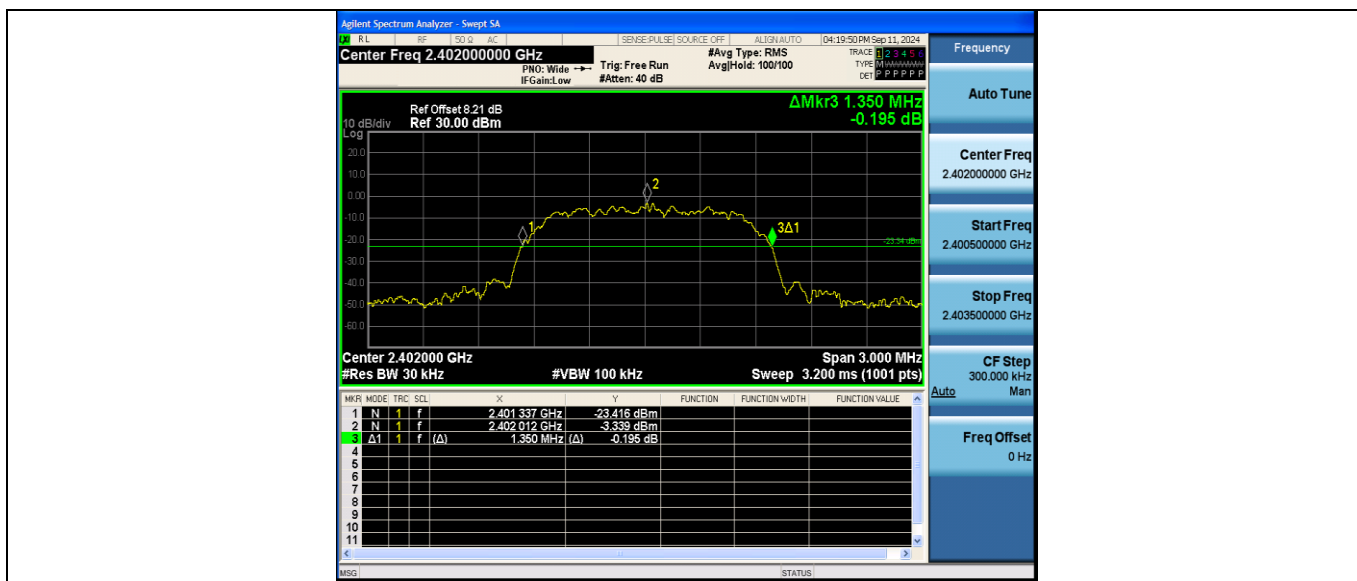 Agilent Spectrum Analyzer - Swept SA
RL RF 50 Ω AC SENSE:PULSE SOURCE OFF ALIGN AUTO 04:19:50 PM Sep 11, 2024
Center Freq 2.402000000 GHz
PNO: Wide
IFGain:Low
Trig: Free Run
#Atten: 40 dB
#Avg Type: RMS
Avg|Hold: 100/100
TRACE 1 2 3 4 5 6
TYPE M
DET P P P P P P
ΔMkr3 1.350 MHz
-0.195 dB
Ref Offset 8.21 dB
10 dB/div Ref 30.00 dBm
Log
20.0
10.0
0.00
-10.0
-20.0
-30.0
-40.0
-50.0
-60.0
1
2
3Δ1
-23.34 dBm
Center 2.402000 GHz Span 3.000 MHz
#Res BW 30 kHz #VBW 100 kHz Sweep 3.200 ms (1001 pts)
MKR MODE TRC SCL X Y FUNCTION FUNCTION WIDTH FUNCTION VALUE
1 N 1 f 2.401 337 GHz -23.416 dBm
2 N 1 f 2.402 012 GHz -3.339 dBm
3 Δ1 1 f (Δ) 1.350 MHz (Δ) -0.195 dB
4
5
6
7
8
9
10
11
MSG STATUS
Frequency
Auto Tune
Center Freq
2.402000000 GHz
Start Freq
2.400500000 GHz
Stop Freq
2.403500000 GHz
CF Step
300.000 kHz
Auto Man
Freq Offset
0 Hz